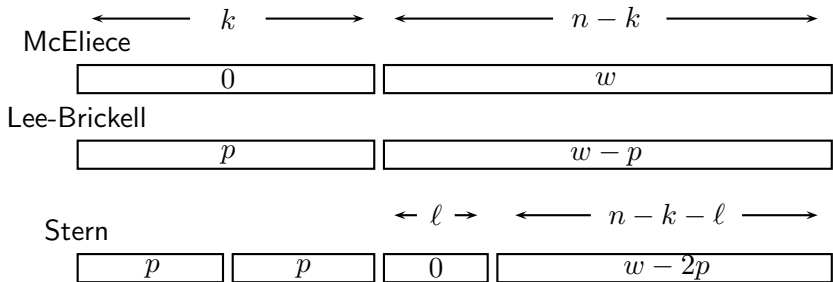 k n − k
McEliece
0 w
Lee-Brickell
p w − p
ℓ n − k − ℓ
Stern
p p 0 w − 2p